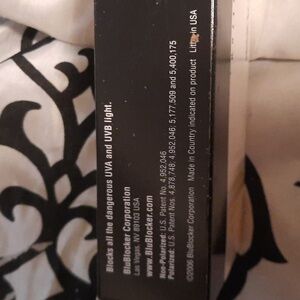 Blocks all the dangerous UVA and UVB light.
BluBlocker Corporation
Las Vegas, NV 89103 USA
www.BluBlocker.com
Non-Polarized: U.S. Patent No. 4,952,046
Polarized: U.S. Patent Nos. 4,878,748; 4,952,046; 5,177,509 and 5,400,175
©2006 BluBlocker Corporation Made in Country indicated on product Litho in USA